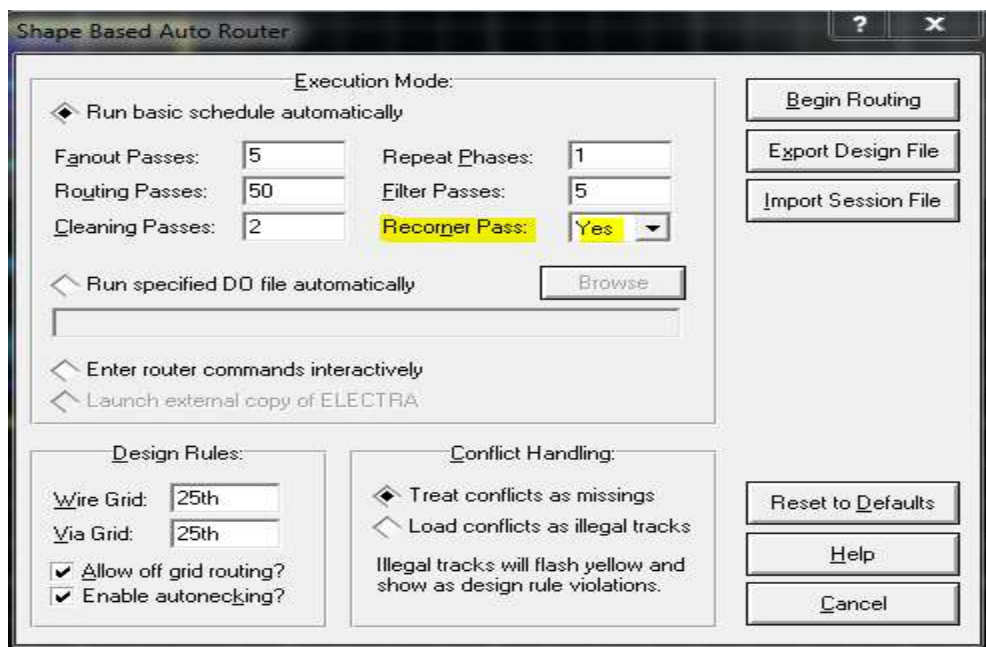 Shape Based Auto Router
Execution Mode:
Run basic schedule automatically
Fanout Passes: 5 Repeat Phases: 1
Routing Passes: 50 Filter Passes: 5
Cleaning Passes: 2 Recorner Pass: Yes
Run specified DO file automatically Browse
Enter router commands interactively
Launch external copy of ELECTRA
Begin Routing
Export Design File
Import Session File
Design Rules:
Wire Grid: 25th
Via Grid: 25th
Allow off grid routing?
Enable autonecking?
Conflict Handling:
Treat conflicts as missings
Load conflicts as illegal tracks
Illegal tracks will flash yellow and
show as design rule violations.
Reset to Defaults
Help
Cancel